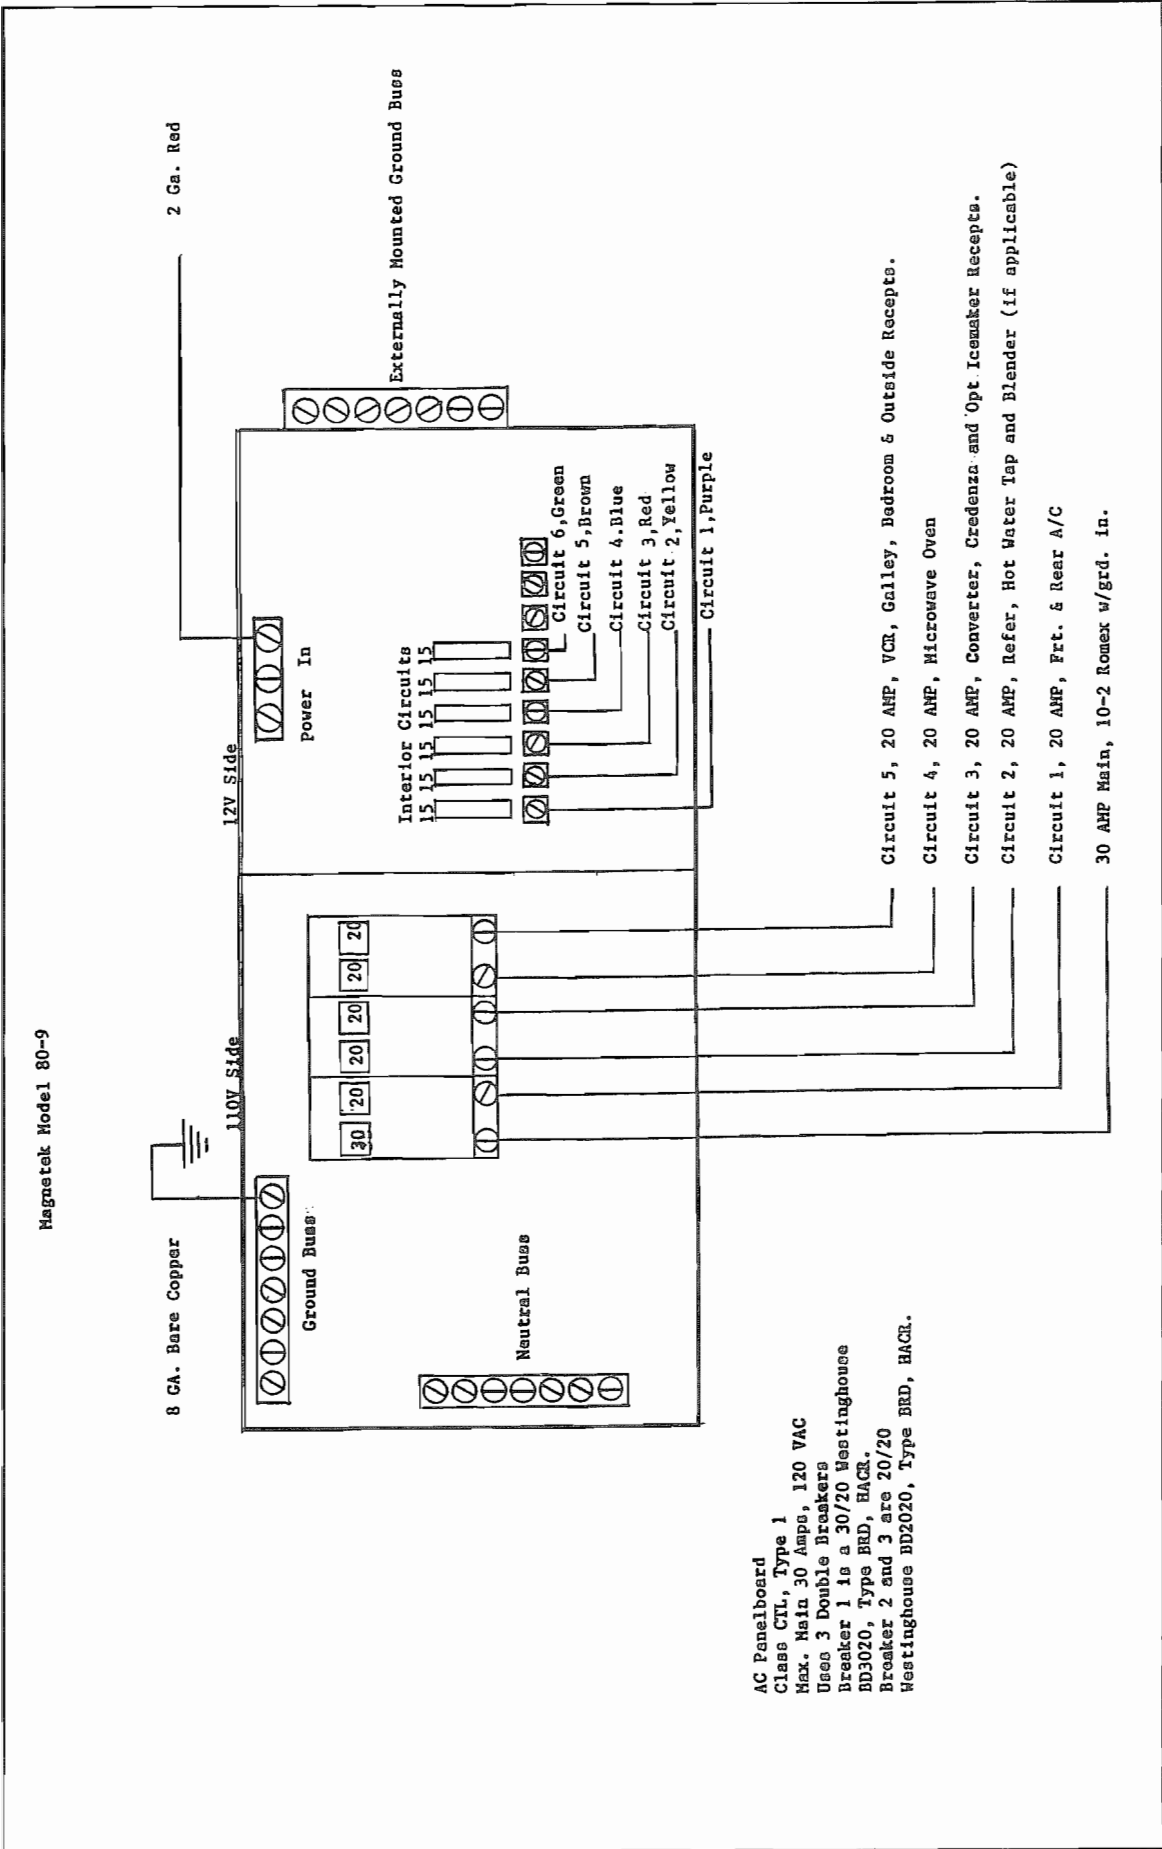 Magnetek Model 80-9
8 GA. Bare Copper
2 Ga. Red
110V Side
12V Side
Ground Buss
Power In
Externally Mounted Ground Buss
30 20 20 20 20 20
Interior Circuits
15 15 15 15 15 15
Neutral Buss
Circuit 6,Green
Circuit 5,Brown
Circuit 4.Blue
Circuit 3,Red
Circuit 2,Yellow
Circuit 1,Purple
AC Panelboard
Class CTL, Type 1
Max. Main 30 Amps, 120 VAC
Uses 3 Double Breakers
Breaker 1 is a 30/20 Westinghouse
BD3020, Type BRD, HACR.
Breaker 2 and 3 are 20/20
Westinghouse BD2020, Type BRD, HACR.
Circuit 5, 20 AMP, VCR, Galley, Bedroom & Outside Recepts.
Circuit 4, 20 AMP, Microwave Oven
Circuit 3, 20 AMP, Converter, Credenza and Opt Icemaker Recepts.
Circuit 2, 20 AMP, Refer, Hot Water Tap and Blender (if applicable)
Circuit 1, 20 AMP, Frt. & Rear A/C
30 AMP Main, 10-2 Romex w/grd. in.